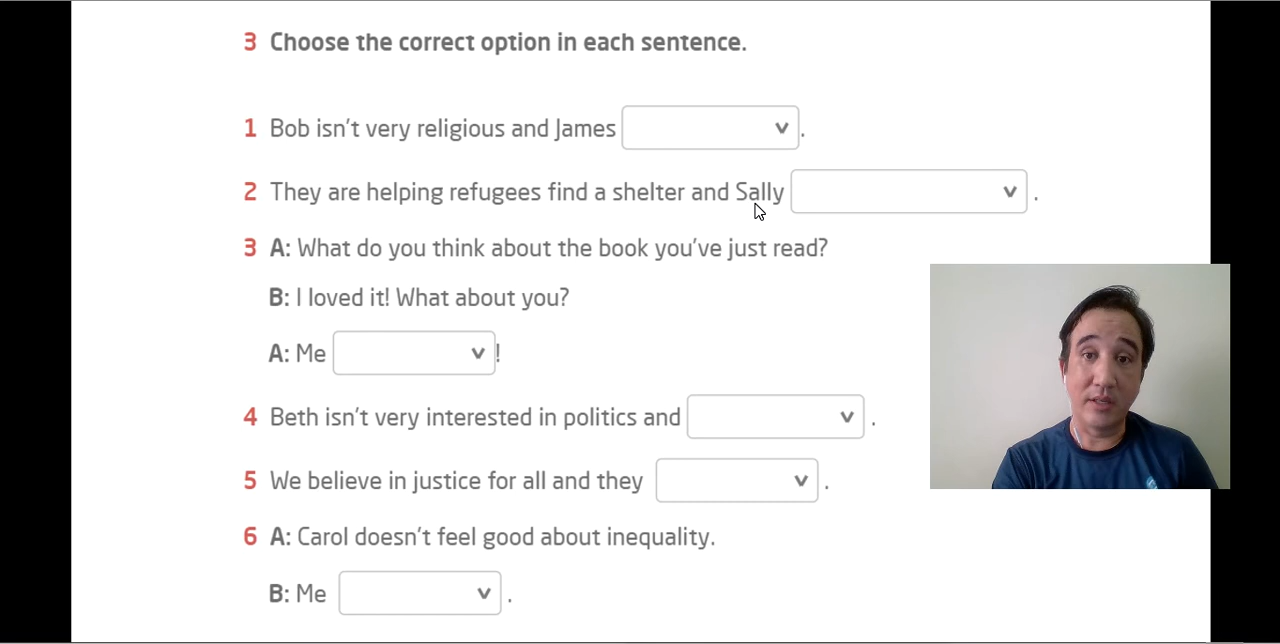 3 Choose the correct option in each sentence.
1 Bob isn't very religious and James .
2 They are helping refugees find a shelter and Sally .
3 A: What do you think about the book you've just read?
B: I loved it! What about you?
A: Me !
4 Beth isn't very interested in politics and .
5 We believe in justice for all and they .
6 A: Carol doesn't feel good about inequality.
B: Me .